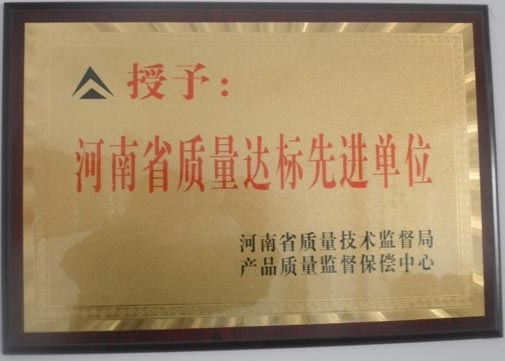 授予：
河南省质量达标先进单位
河南省质量技术监督局
产品质量监督保偿中心